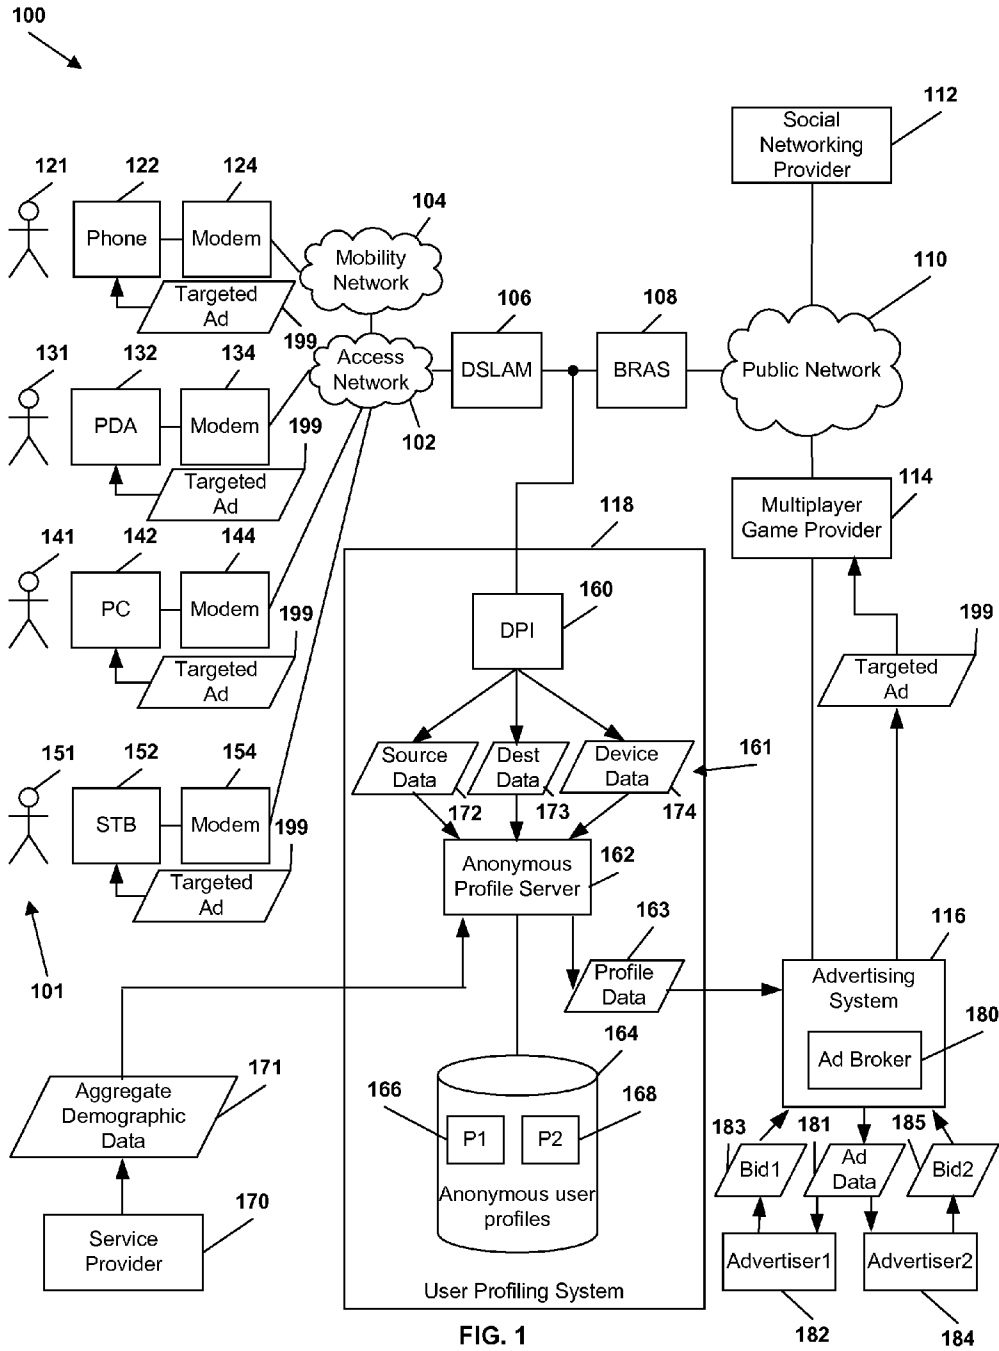 100
112
Social
Networking
Provider
121
122
124
104
Phone
Modem
Mobility
Network
110
Targeted
Ad
199
106
108
131
132
134
Access
Network
DSLAM
BRAS
Public Network
PDA
Modem
199
102
Targeted
Ad
114
Multiplayer
Game Provider
118
141
142
144
PC
Modem
160
DPI
199
199
Targeted
Ad
Targeted
Ad
151
152
154
Source
Data
Dest
Data
Device
Data
161
172
173
174
STB
Modem
199
Anonymous
Profile Server
162
Targeted
Ad
163
116
101
Profile
Data
Advertising
System
180
164
Ad Broker
171
Aggregate
Demographic
Data
166
168
P1
P2
183
181
185
Bid1
Ad
Data
Bid2
Anonymous user
profiles
170
Service
Provider
Advertiser1
Advertiser2
User Profiling System
182
184
FIG. 1